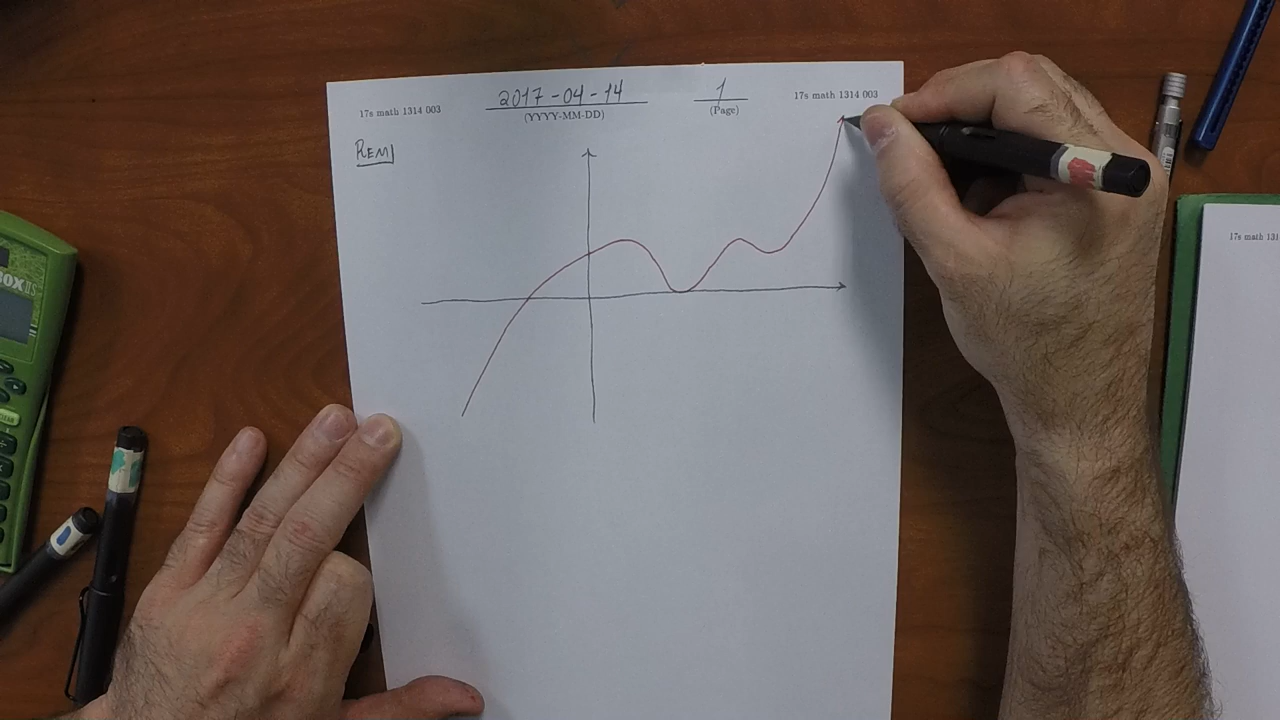 17s math 1314 003
2017-04-14
(YYYY-MM-DD)
1
(Page)
17s math 1314 003
REM